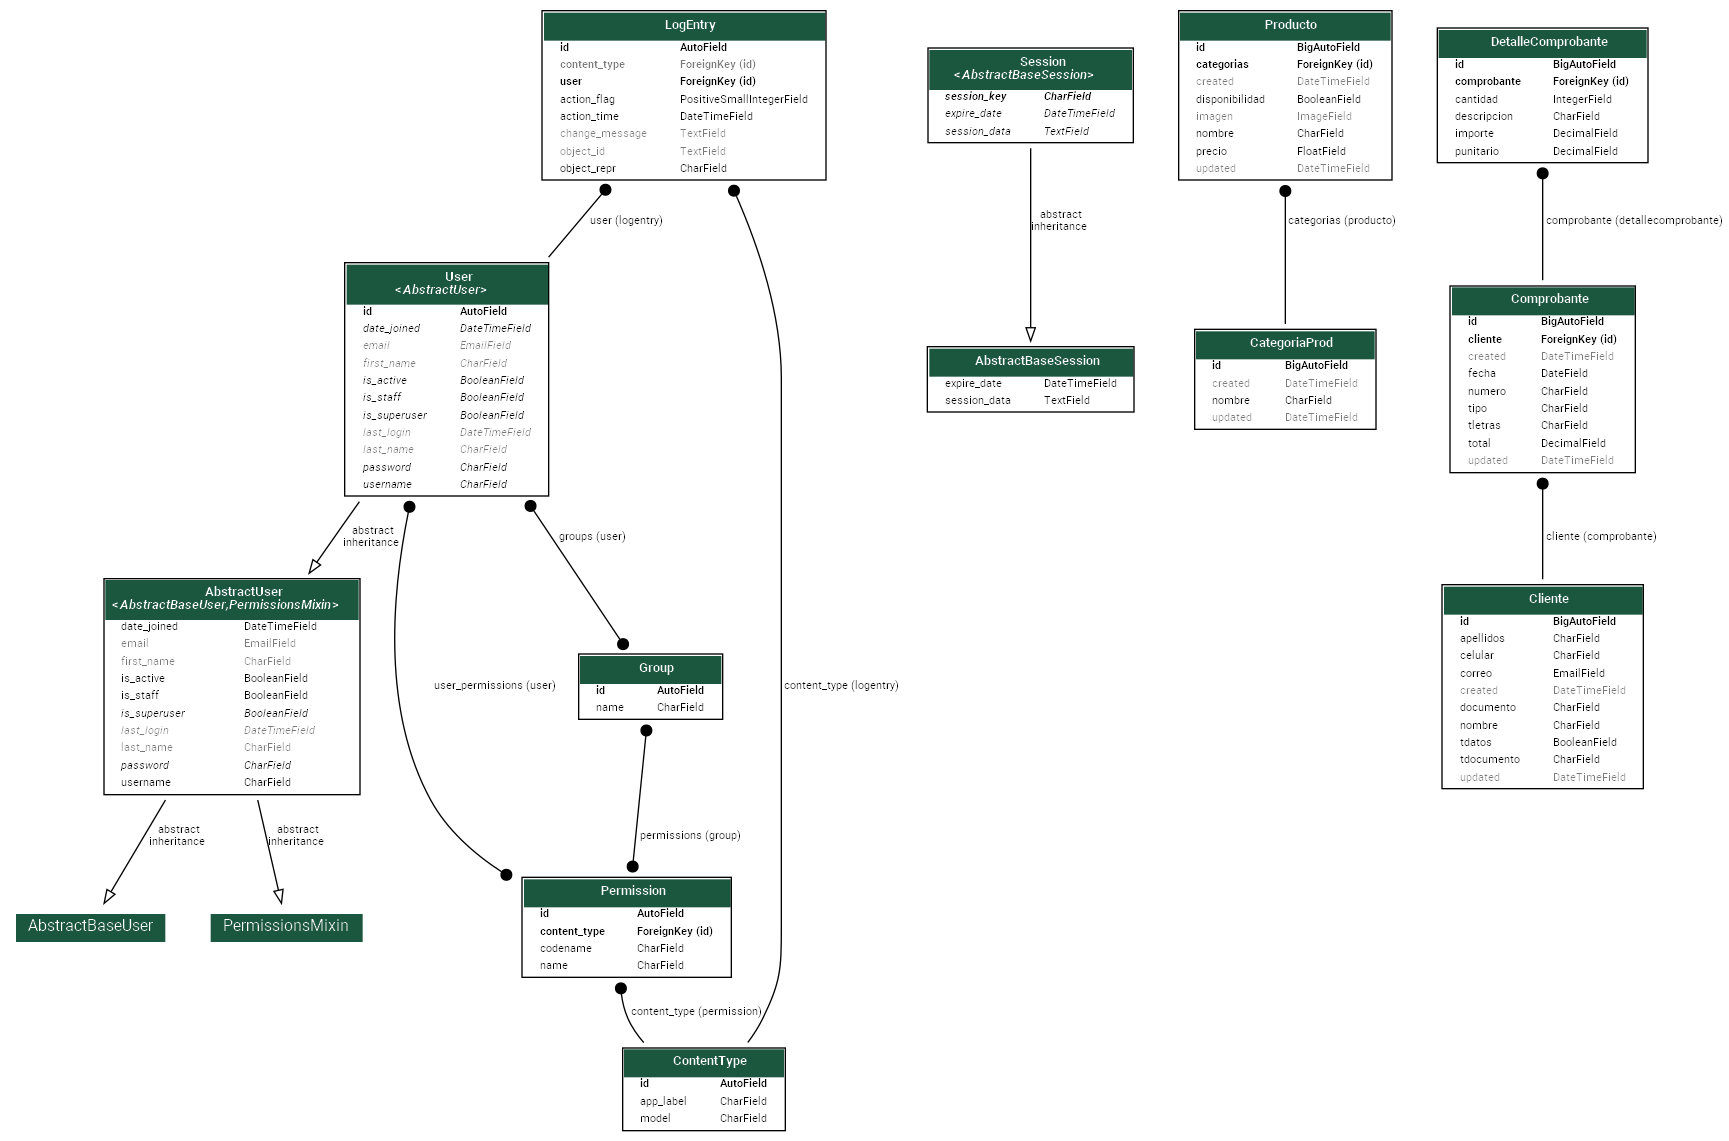 LogEntry
id AutoField
content_type ForeignKey (id)
user ForeignKey (id)
action_flag PositiveSmallIntegerField
action_time DateTimeField
change_message TextField
object_id TextField
object_repr CharField
user (logentry)
User
<AbstractUser>
id AutoField
date_joined DateTimeField
email EmailField
first_name CharField
is_active BooleanField
is_staff BooleanField
is_superuser BooleanField
last_login DateTimeField
last_name CharField
password CharField
username CharField
abstract
inheritance
groups (user)
AbstractUser
<AbstractBaseUser,PermissionsMixin>
date_joined DateTimeField
email EmailField
first_name CharField
is_active BooleanField
is_staff BooleanField
is_superuser BooleanField
last_login DateTimeField
last_name CharField
password CharField
username CharField
user_permissions (user)
Group
id AutoField
name CharField
content_type (logentry)
abstract
inheritance
abstract
inheritance
permissions (group)
AbstractBaseUser
PermissionsMixin
Permission
id AutoField
content_type ForeignKey (id)
codename CharField
name CharField
content_type (permission)
ContentType
id AutoField
app_label CharField
model CharField
Session
<AbstractBaseSession>
session_key CharField
expire_date DateTimeField
session_data TextField
abstract
inheritance
AbstractBaseSession
expire_date DateTimeField
session_data TextField
Producto
id BigAutoField
categorias ForeignKey (id)
created DateTimeField
disponibilidad BooleanField
imagen ImageField
nombre CharField
precio FloatField
updated DateTimeField
categorias (producto)
CategoriaProd
id BigAutoField
created DateTimeField
nombre CharField
updated DateTimeField
DetalleComprobante
id BigAutoField
comprobante ForeignKey (id)
cantidad IntegerField
descripcion CharField
importe DecimalField
punitario DecimalField
comprobante (detallecomprobante)
Comprobante
id BigAutoField
cliente ForeignKey (id)
created DateTimeField
fecha DateField
numero CharField
tipo CharField
tletras CharField
total DecimalField
updated DateTimeField
cliente (comprobante)
Cliente
id BigAutoField
apellidos CharField
celular CharField
correo EmailField
created DateTimeField
documento CharField
nombre CharField
tdatos BooleanField
tdocumento CharField
updated DateTimeField